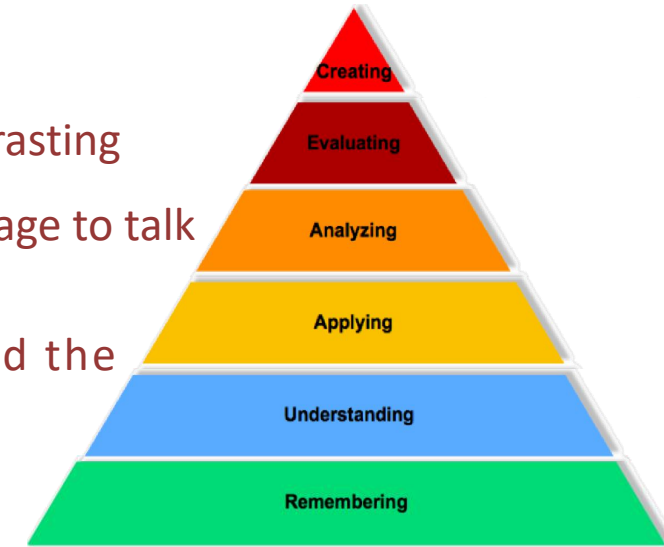 Creating
Evaluating
rasting
age to talk
Analyzing
Applying
d the
Understanding
Remembering